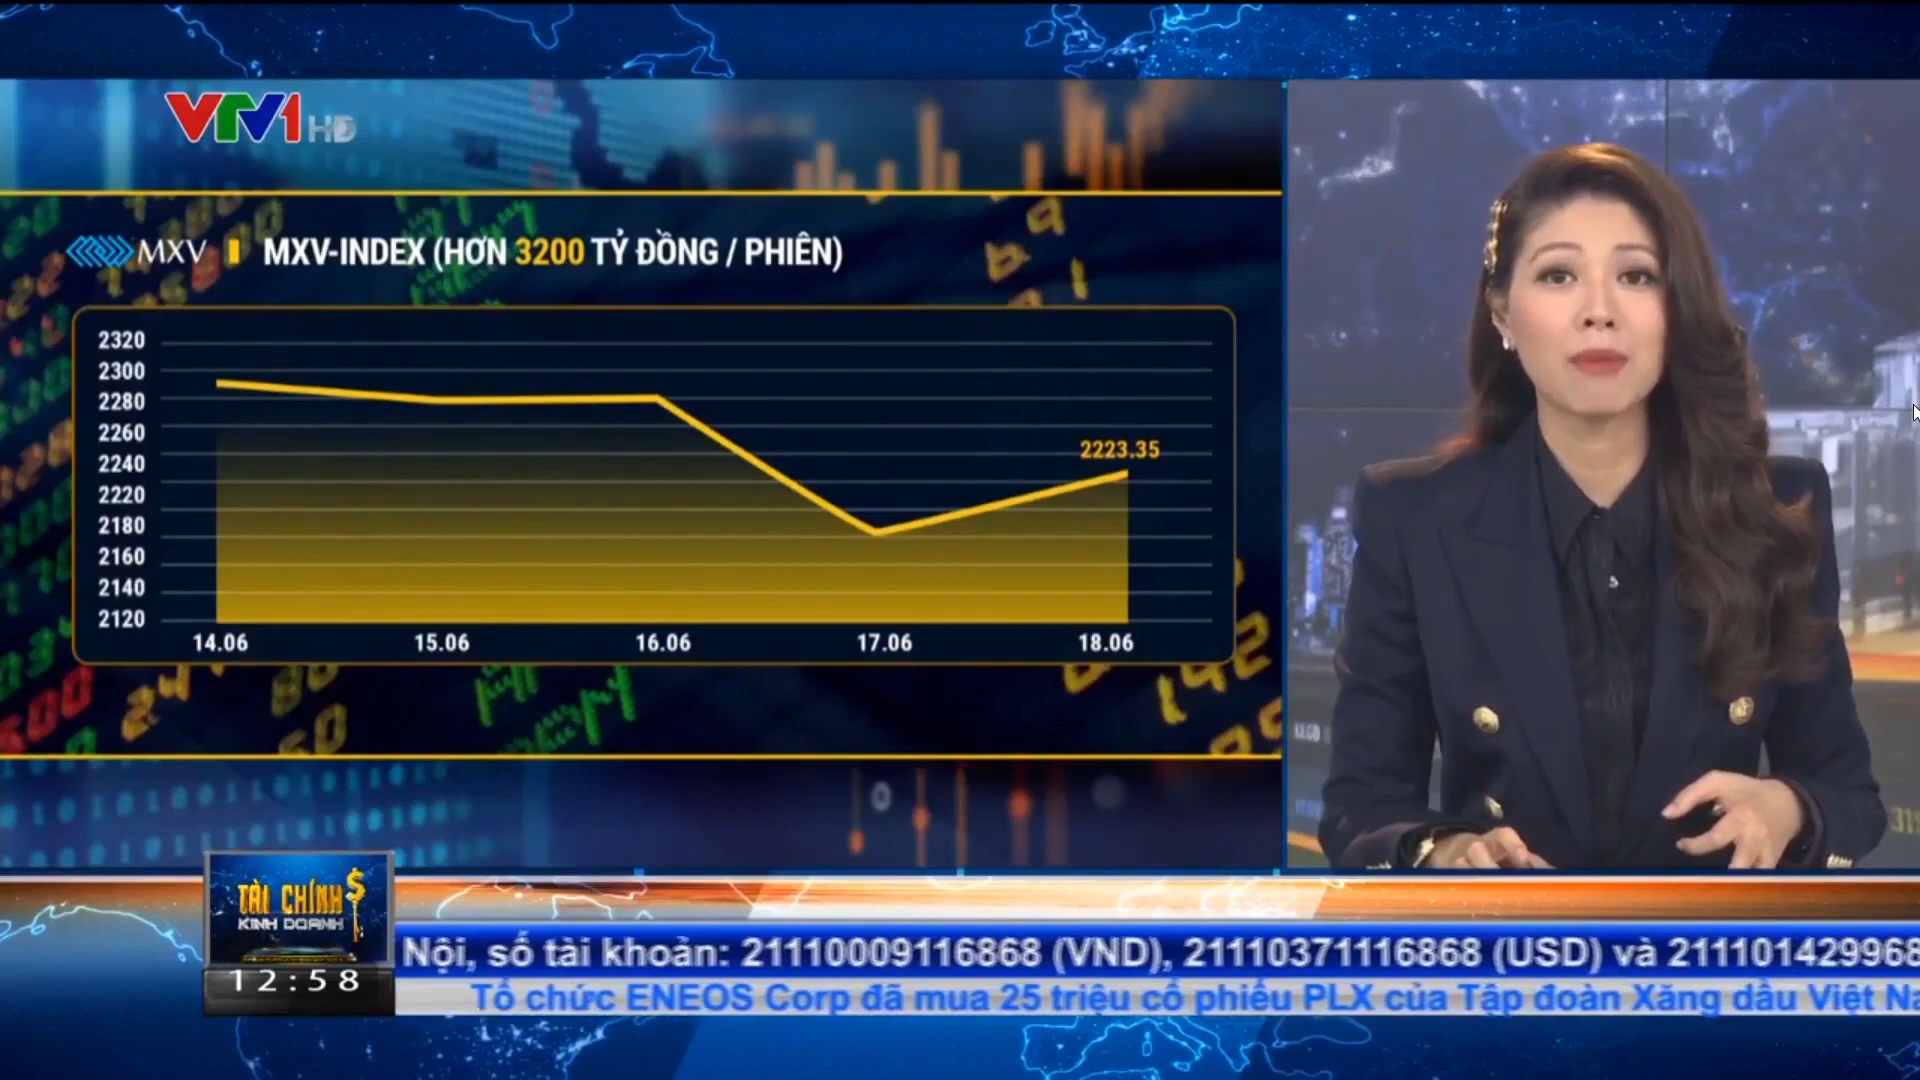 VTV1 HD
MXV MXV-INDEX (HƠN 3200 TỶ ĐỒNG / PHIÊN)
2320
2300
2280
2260
2240
2220
2180
2160
2140
2120
2223.35
14.06 15.06 16.06 17.06 18.06
TÀI CHÍNH $
KINH DOANH
12:58
Nội, số tài khoản: 21110009116868 (VND), 21110371116868 (USD) và 211101429968
Tổ chức ENEOS Corp đã mua 25 triệu cổ phiếu PLX của Tập đoàn Xăng dầu Việt Na